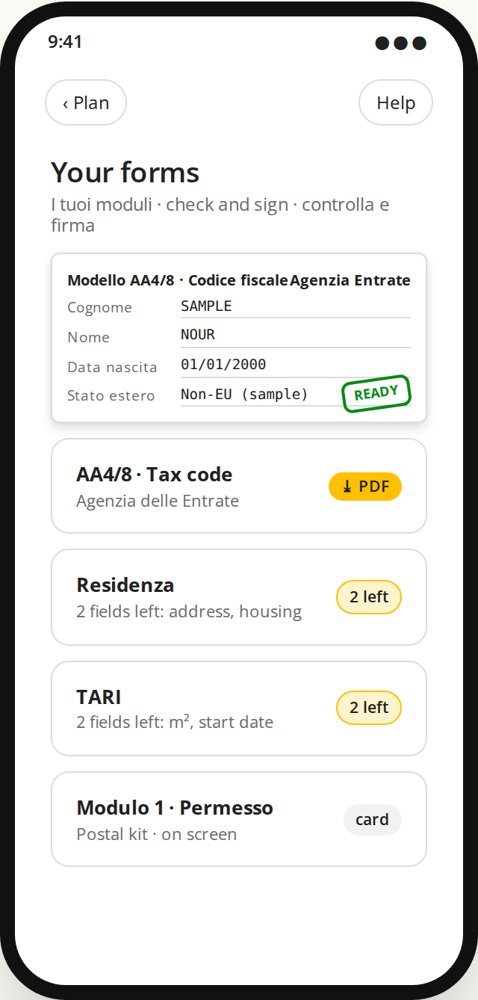 9:41
‹ Plan
Help
Your forms
I tuoi moduli · check and sign · controlla e
firma
Modello AA4/8 · Codice fiscale Agenzia Entrate
Cognome SAMPLE
Nome NOUR
Data nascita 01/01/2000
Stato estero Non-EU (sample)
READY
AA4/8 · Tax code
Agenzia delle Entrate
⤓ PDF
Residenza
2 fields left: address, housing
2 left
TARI
2 fields left: m², start date
2 left
Modulo 1 · Permesso
Postal kit · on screen
card